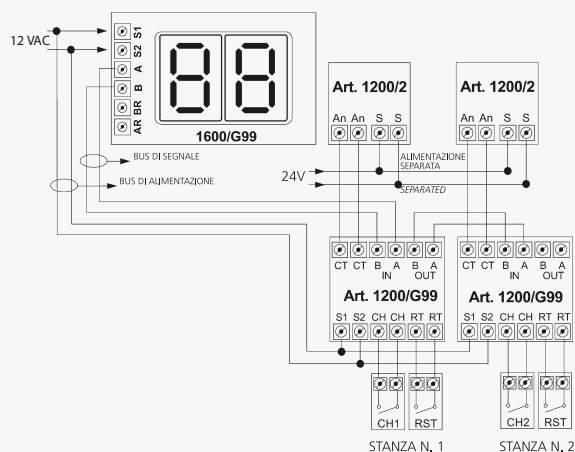 12 VAC
S1
S2
A
B
BR
AR
1600/G99
BUS DI SEGNALE
BUS DI ALIMENTAZIONE
Art. 1200/2
An An S S
Art. 1200/2
An An S S
24V
ALIMENTAZIONE
SEPARATA
SEPARATED
CT CT B A B A
IN OUT
Art. 1200/G99
S1 S2 CH CH RT RT
CT CT B A B A
IN OUT
Art. 1200/G99
S1 S2 CH CH RT RT
CH1 RST
CH2 RST
STANZA N. 1
STANZA N. 2